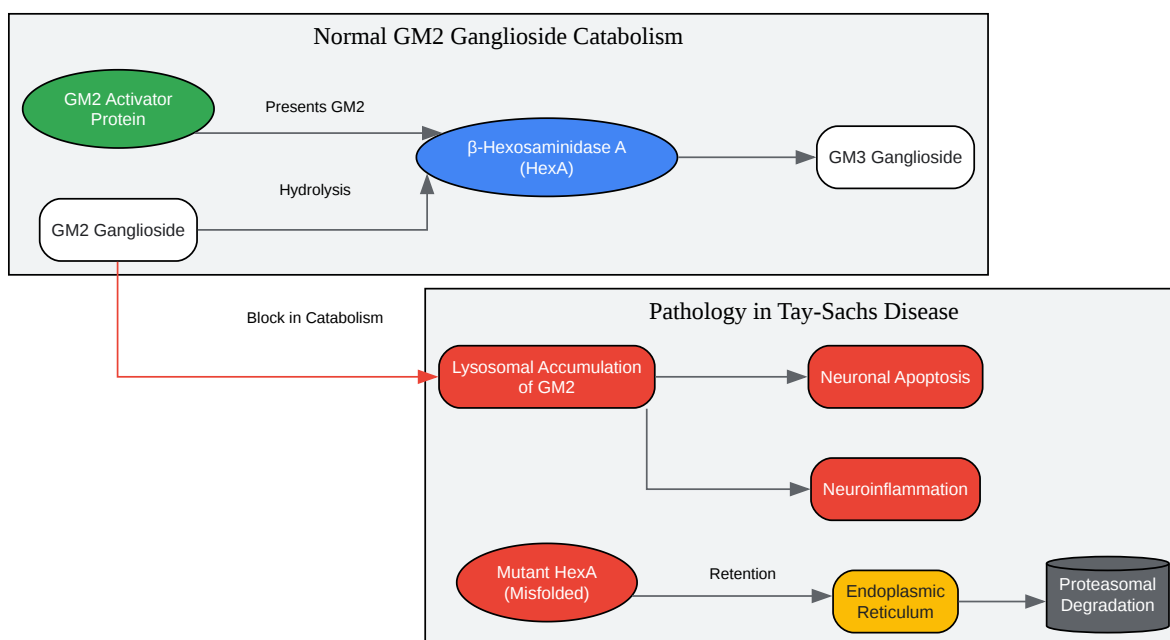 Normal GM2 Ganglioside Catabolism
GM2 Activator
Protein
Presents GM2
β-Hexosaminidase A
(HexA)
GM3 Ganglioside
Hydrolysis
GM2 Ganglioside
Block in Catabolism
Pathology in Tay-Sachs Disease
Lysosomal Accumulation
of GM2
Neuronal Apoptosis
Neuroinflammation
Mutant HexA
(Misfolded)
Retention
Endoplasmic
Reticulum
Proteasomal
Degradation